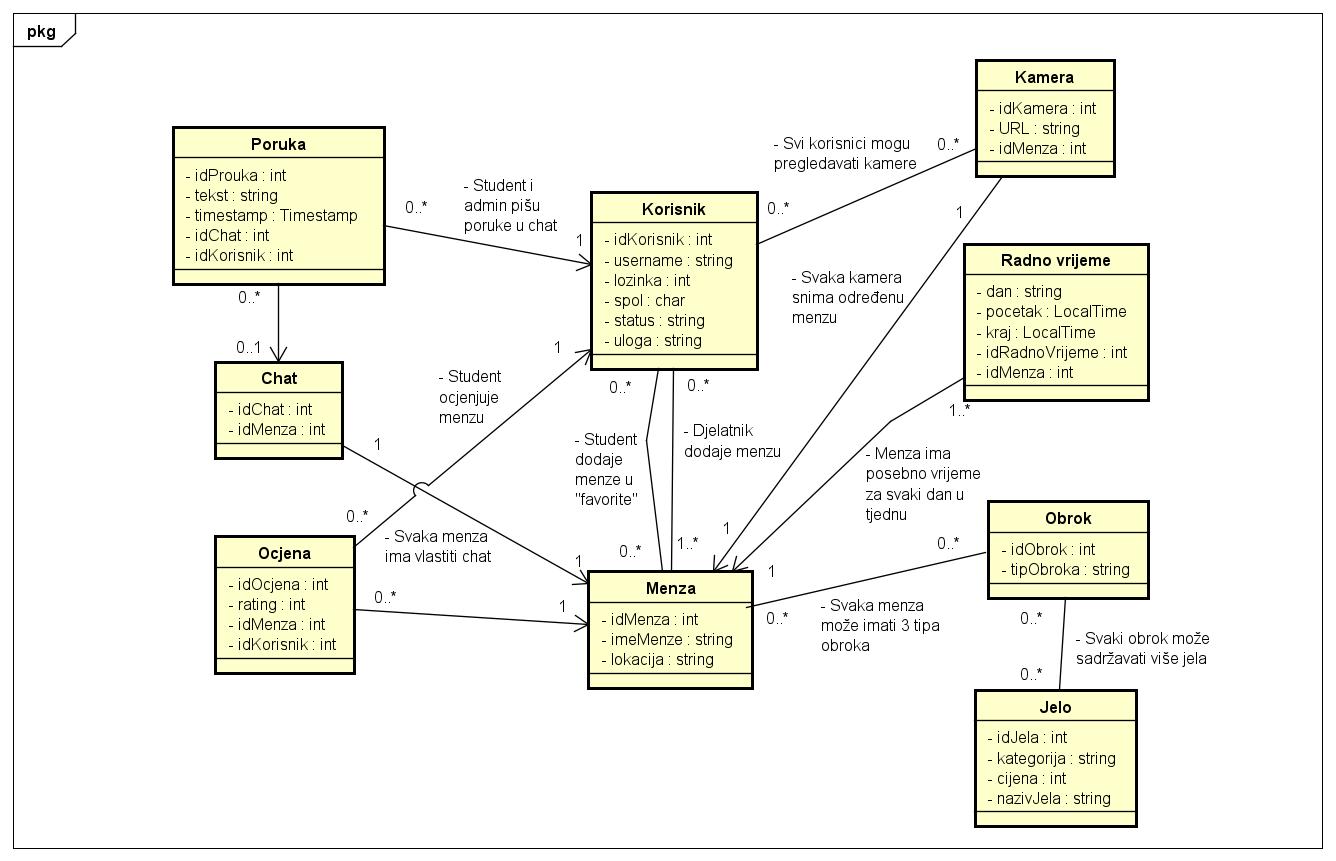 pkg
Poruka
- idProuka : int
- tekst : string
- timestamp : Timestamp
- idChat : int
- idKorisnik : int
0..*
- Student i
admin pišu
poruke u chat
1
0..*
0..1
Korisnik
- idKorisnik : int
- username : string
- lozinka : int
- spol : char
- status : string
- uloga : string
- Svi korisnici mogu
pregledavati kamere
0..*
0..*
Kamera
- idKamera : int
- URL : string
- idMenza : int
1
- Svaka kamera
snima određenu
menzu
1
Radno vrijeme
- dan : string
- pocetak : LocalTime
- kraj : LocalTime
- idRadnoVrijeme : int
- idMenza : int
1..*
- Menza ima
posebno vrijeme
za svaki dan u
tjednu
1
Chat
- idChat : int
- idMenza : int
1
- Svaka menza
ima vlastiti chat
1
- Student
ocjenjuje
menzu
1
0..*
0..*
- Student
dodaje
menze u
"favorite"
0..*
0..*
- Djelatnik
dodaje menzu
1..*
Ocjena
- idOcjena : int
- rating : int
- idMenza : int
- idKorisnik : int
0..*
1
Menza
- idMenza : int
- imeMenze : string
- lokacija : string
0..*
- Svaka menza
može imati 3 tipa
obroka
0..*
Obrok
- idObrok : int
- tipObroka : string
0..*
- Svaki obrok može
sadržavati više jela
0..*
Jelo
- idJela : int
- kategorija : string
- cijena : int
- nazivJela : string